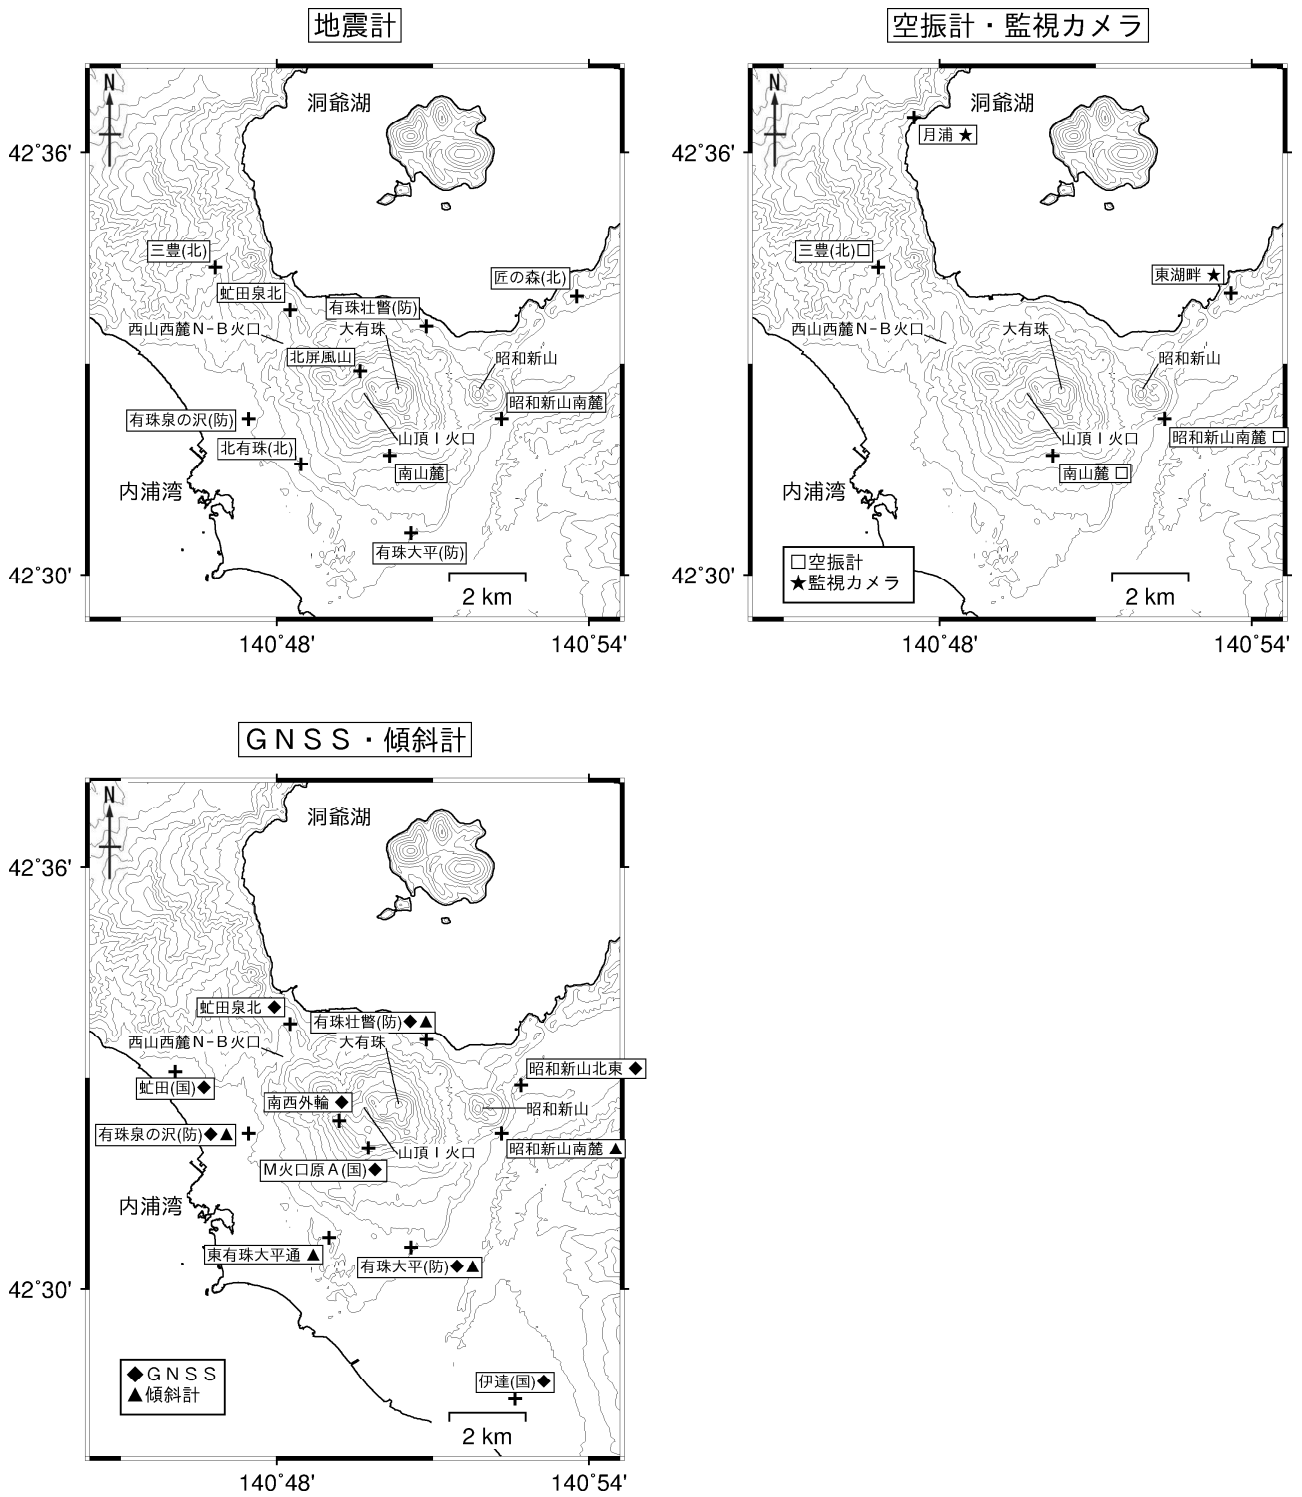 地震計
N
洞爺湖
42˚36'
三豊(北)
匠の森(北)
虻田泉北
有珠壮瞥(防)
西山西麓Ｎ−Ｂ火口
大有珠
北屏風山
昭和新山
昭和新山南麓
有珠泉の沢(防)
山頂Ｉ火口
北有珠(北)
南山麓
内浦湾
有珠大平(防)
42˚30'
2 km
140˚48'
140˚54'
空振計・監視カメラ
N
洞爺湖
月浦★
42˚36'
三豊(北)□
東湖畔★
西山西麓Ｎ−Ｂ火口
大有珠
昭和新山
山頂Ｉ火口
昭和新山南麓□
南山麓□
内浦湾
□空振計
★監視カメラ
42˚30'
2 km
140˚48'
140˚54'
ＧＮＳＳ・傾斜計
N
洞爺湖
42˚36'
虻田泉北◆
有珠壮瞥(防)◆▲
西山西麓Ｎ−Ｂ火口
大有珠
昭和新山北東◆
虻田(国)◆
南西外輪◆
昭和新山
有珠泉の沢(防)◆▲
昭和新山南麓▲
山頂Ｉ火口
Ｍ火口原Ａ(国)◆
内浦湾
東有珠大平通▲
有珠大平(防)◆▲
42˚30'
◆ＧＮＳＳ
▲傾斜計
伊達(国)◆
2 km
140˚48'
140˚54'